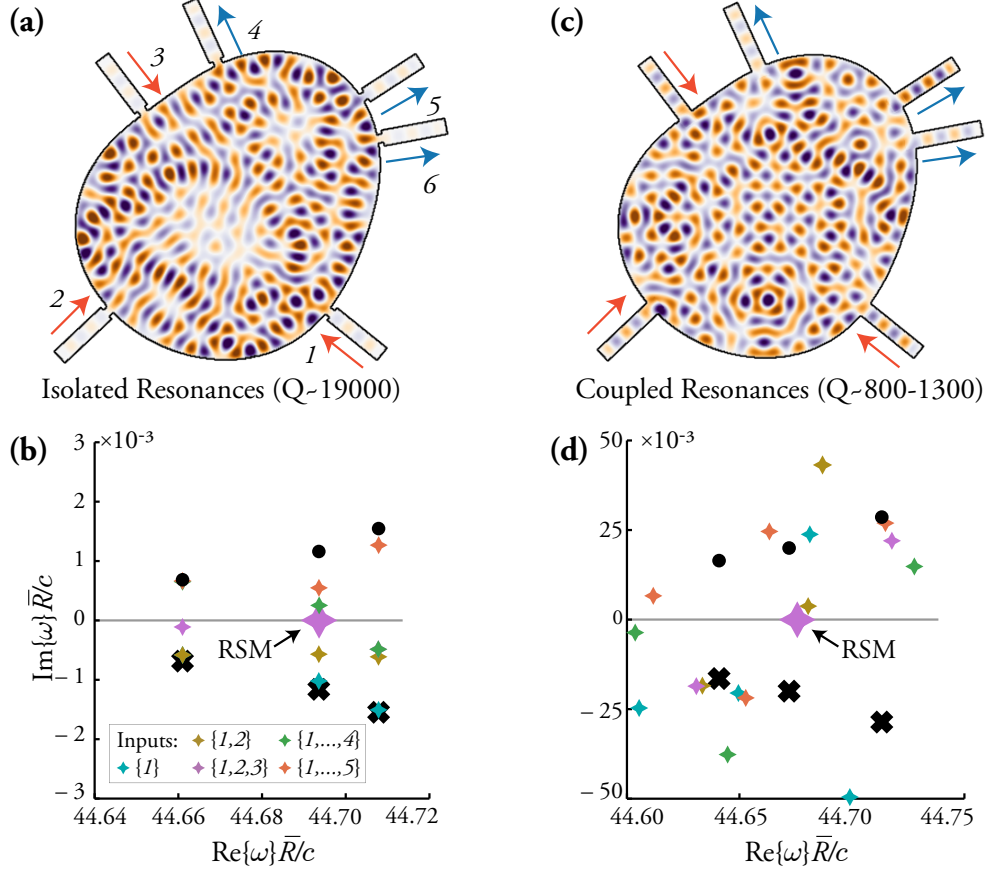 (a)
3
4
5
6
2
1
Isolated Resonances (Q~19000)
(c)
Coupled Resonances (Q~800-1300)
(b)
×10⁻³
3
2
1
0
−1
−2
−3
Im{ω}R̅/c
RSM
Inputs:
{1,2}
{1,...,4}
{1}
{1,2,3}
{1,...,5}
44.64
44.66
44.68
44.70
44.72
Re{ω}R̅/c
(d)
×10⁻³
50
25
0
−25
−50
RSM
44.60
44.65
44.70
44.75
Re{ω}R̅/c